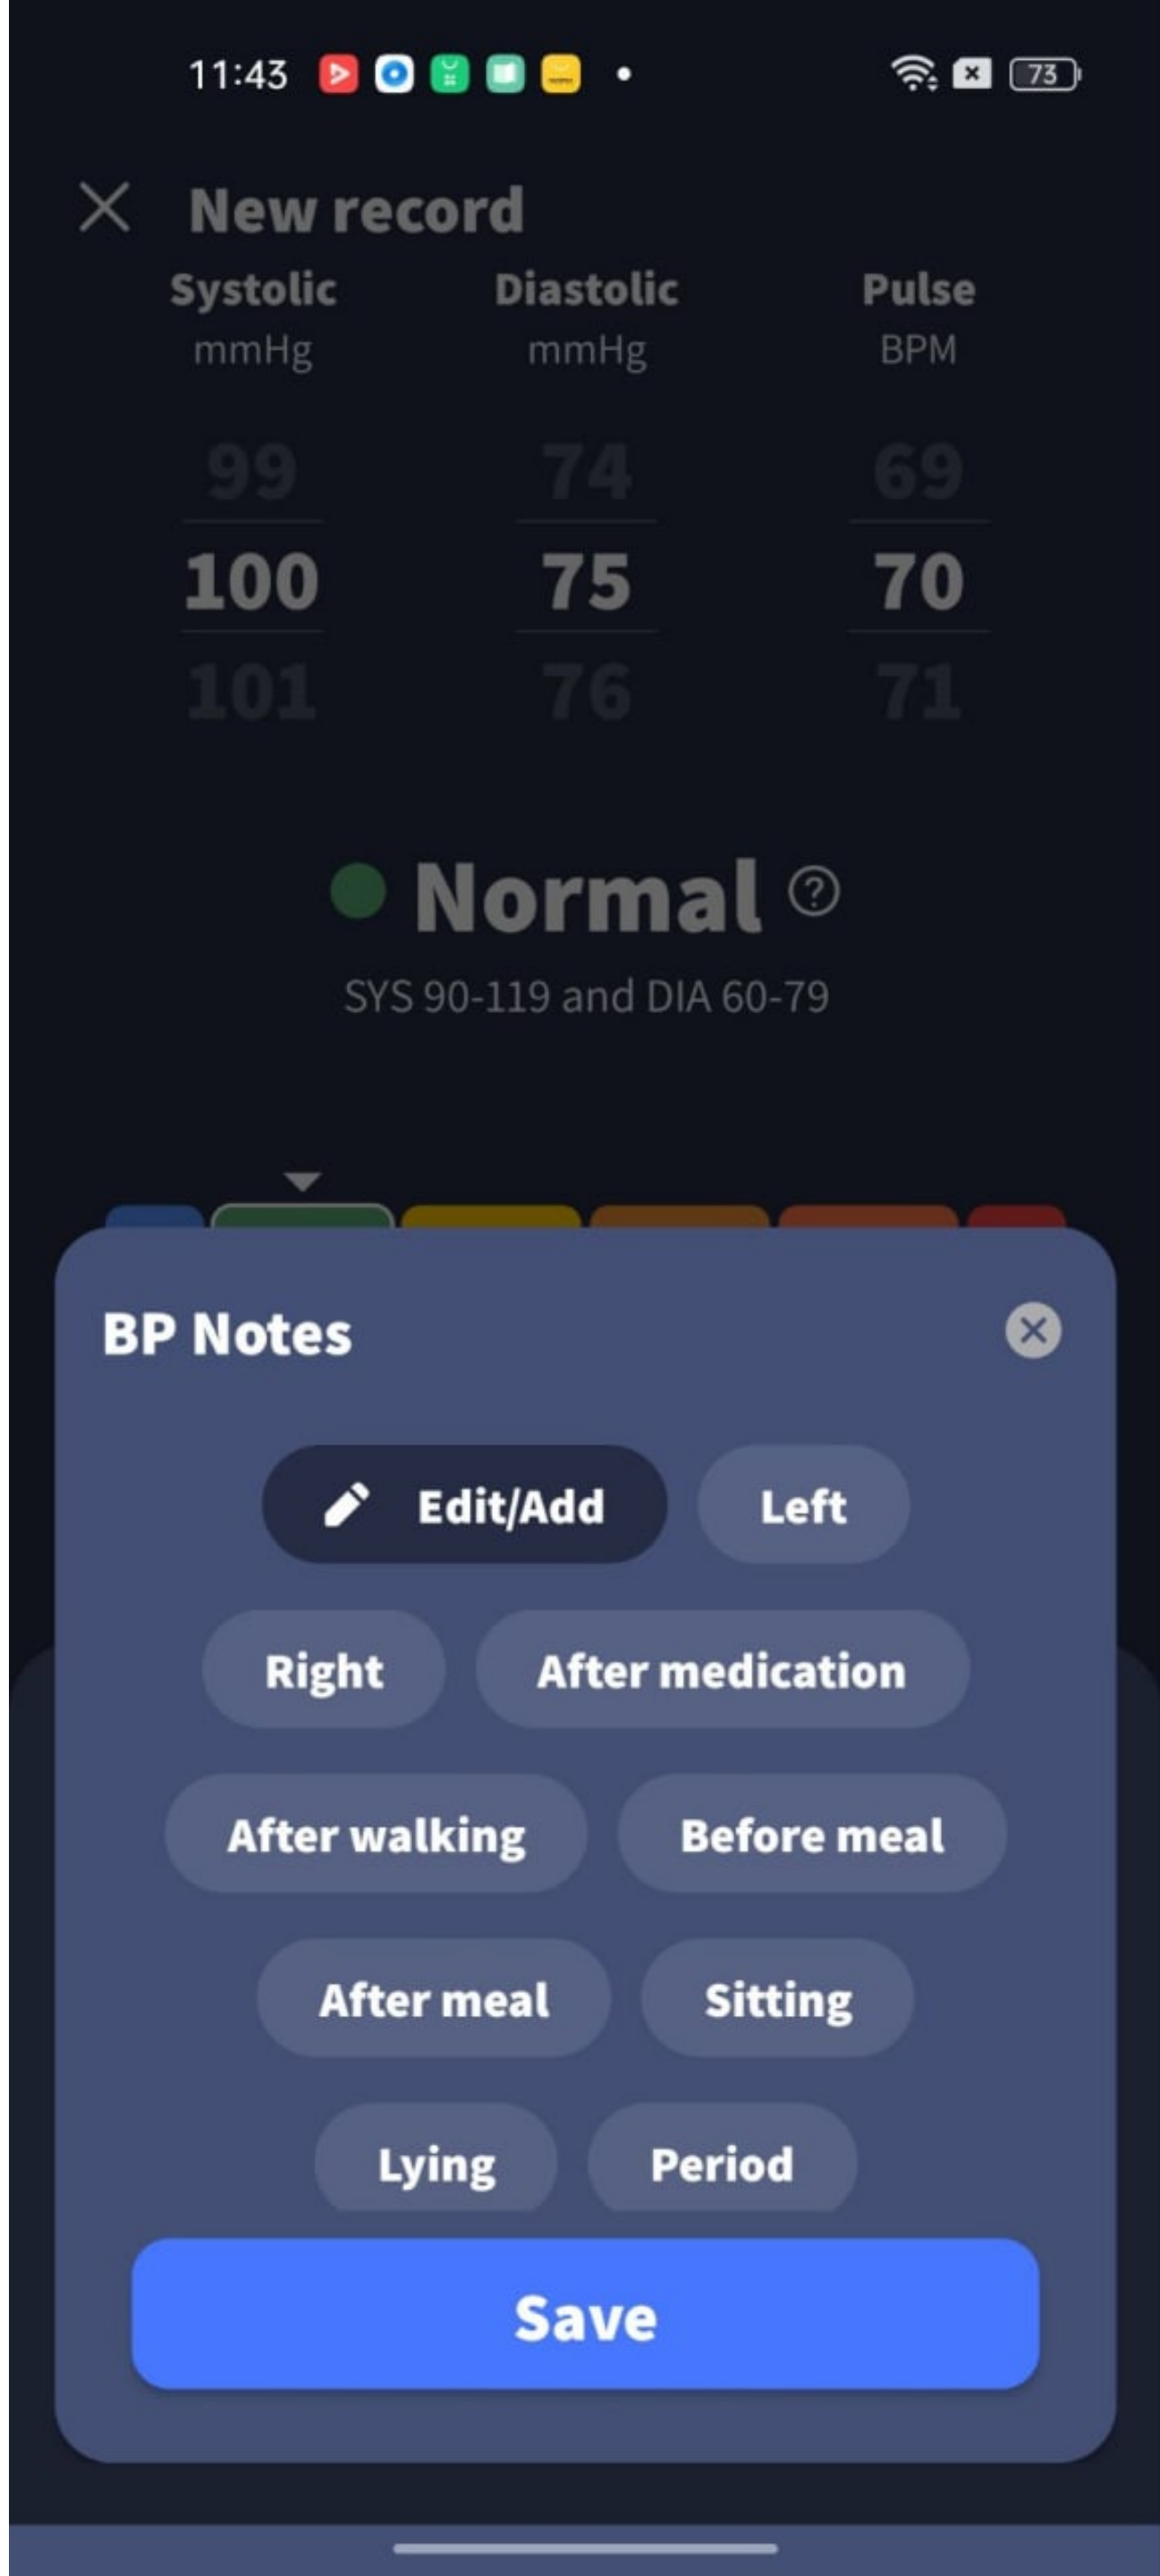 11:43
73
New record
Systolic Diastolic Pulse
mmHg mmHg BPM
99 74 69
100 75 70
101 76 71
Normal ?
SYS 90-119 and DIA 60-79
BP Notes
Edit/Add Left
Right After medication
After walking Before meal
After meal Sitting
Lying Period
Save